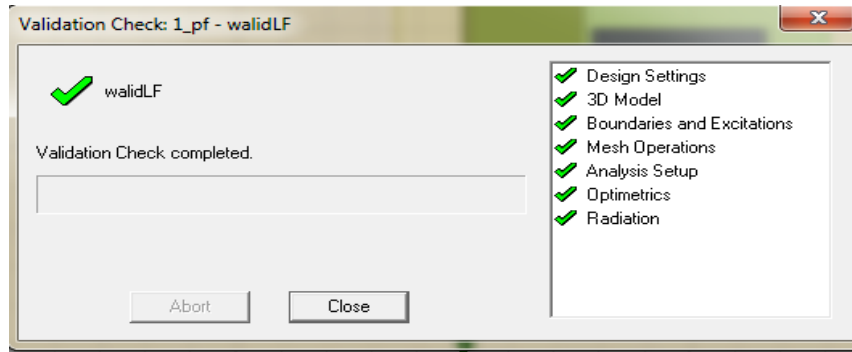 Validation Check: 1_pf - walidLF
walidLF
Validation Check completed.
Abort
Close
Design Settings
3D Model
Boundaries and Excitations
Mesh Operations
Analysis Setup
Optimetrics
Radiation